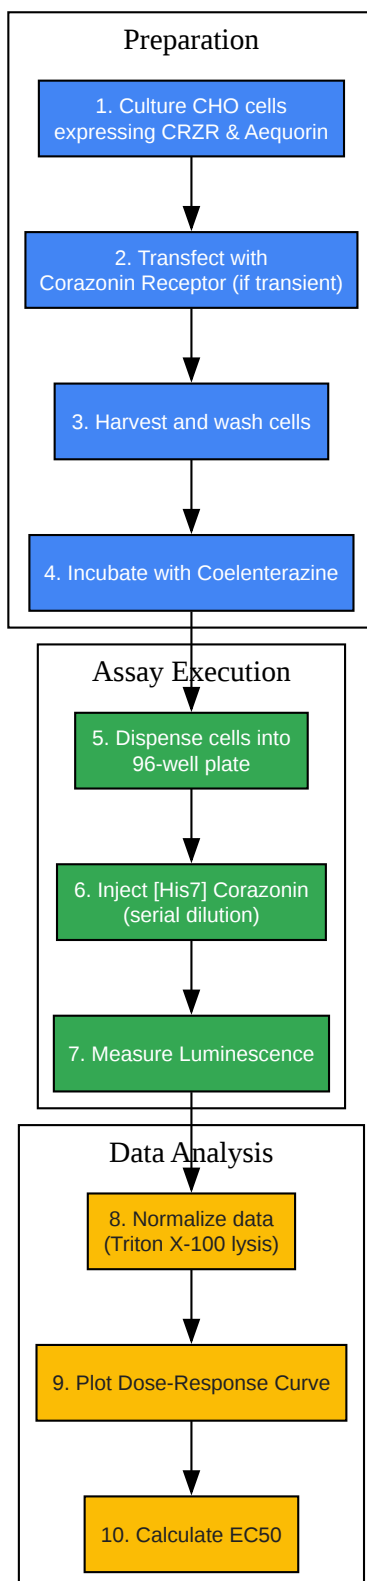 Preparation
1. Culture CHO cells
expressing CRZR & Aequorin
2. Transfect with
Corazonin Receptor (if transient)
3. Harvest and wash cells
4. Incubate with Coelenterazine
Assay Execution
5. Dispense cells into
96-well plate
6. Inject [His7] Corazonin
(serial dilution)
7. Measure Luminescence
Data Analysis
8. Normalize data
(Triton X-100 lysis)
9. Plot Dose-Response Curve
10. Calculate EC50